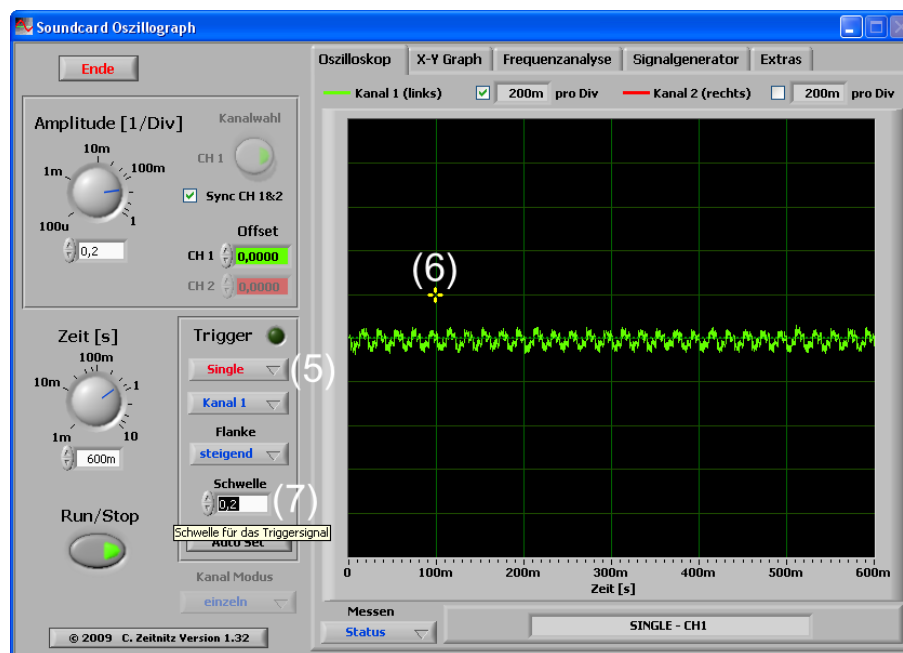 Soundcard Oszillograph
Ende
Amplitude [1/Div]
Kanalwahl
10m
1m
100m
100u
1
CH 1
Sync CH 1&2
0,2
Offset
CH 1 0,0000
CH 2 0,0000
Zeit [s]
100m
10m
1
1m
10
600m
Run/Stop
Trigger
Single (5)
Kanal 1
Flanke
steigend
Schwelle
0,2 (7)
Schwelle für das Triggersignal
Auto Set
Kanal Modus
einzeln
© 2009 C. Zeitnitz Version 1.32
Oszilloskop X-Y Graph Frequenzanalyse Signalgenerator Extras
Kanal 1 (links) 200m pro Div Kanal 2 (rechts) 200m pro Div
(6)
0 100m 200m 300m 400m 500m 600m
Zeit [s]
Messen
Status
SINGLE - CH1